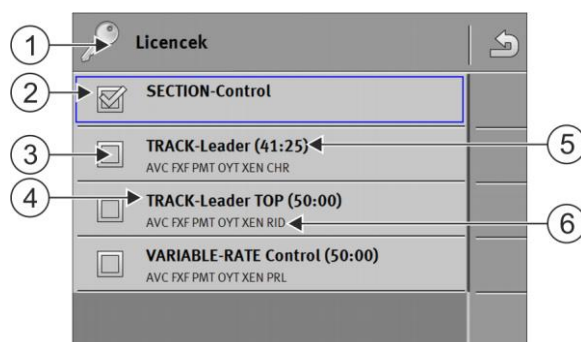 1
Licencek
2
SECTION-Control
3
TRACK-Leader (41:25)
5
AVC FXF PMT OYT XEN CHR
4
TRACK-Leader TOP (50:00)
AVC FXF PMT OYT XEN RID
6
VARIABLE-RATE Control (50:00)
AVC FXF PMT OYT XEN PRL